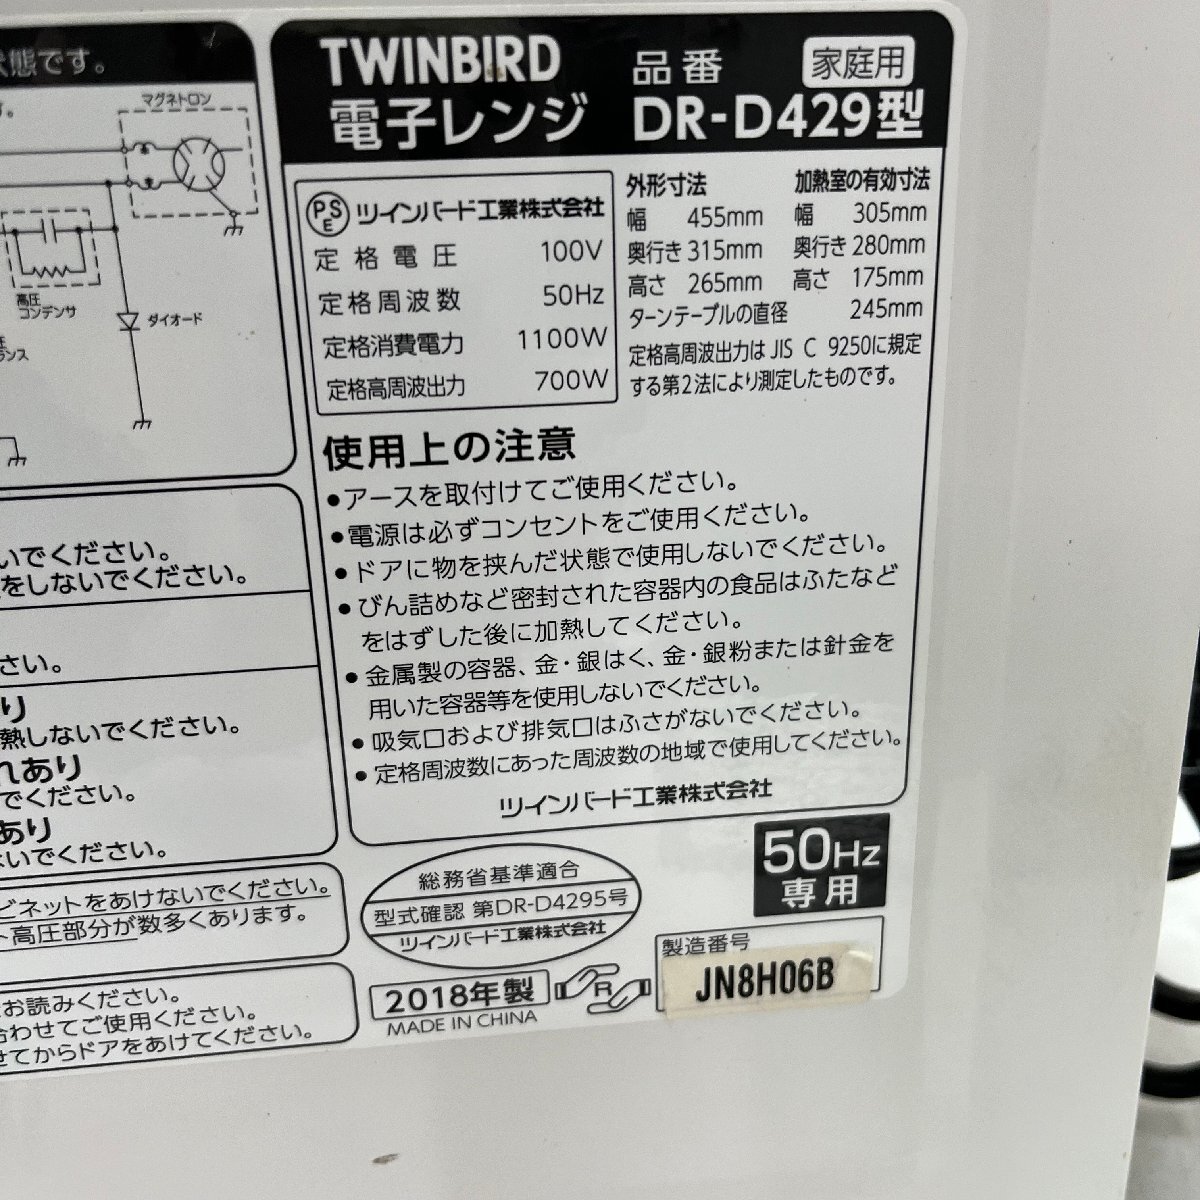 状態です。
す。
マグネトロン
高圧
コンデンサ
ダイオード
ランス
いでください。
をしないでください。
さい。
り
熱しないでください。
れあり
でください。
あり
ないでください。
ビネットをあけないでください。
高圧部分が数多くあります。
お読みください。
合わせてご使用ください。
せてからドアをあけてください。
TWINBIRD
電子レンジ
品番
家庭用
DR-D429型
PSE ツインバード工業株式会社
定格電圧 100V
定格周波数 50Hz
定格消費電力 1100W
定格高周波出力 700W
外形寸法 加熱室の有効寸法
幅 455mm 幅 305mm
奥行き 315mm 奥行き 280mm
高さ 265mm 高さ 175mm
ターンテーブルの直径 245mm
定格高周波出力は JIS C 9250に規定
する第2法により測定したものです。
使用上の注意
●アースを取付けてご使用ください。
●電源は必ずコンセントをご使用ください。
●ドアに物を挟んだ状態で使用しないでください。
●びん詰めなど密封された容器内の食品はふたなど
をはずした後に加熱してください。
●金属製の容器、金・銀はく、金・銀粉または針金を
用いた容器等を使用しないでください。
●吸気口および排気口はふさがないでください。
●定格周波数にあった周波数の地域で使用してください。
ツインバード工業株式会社
総務省基準適合
型式確認 第DR-D4295号
ツインバード工業株式会社
50Hz
専用
2018年製
MADE IN CHINA
R
製造番号
JN8H06B